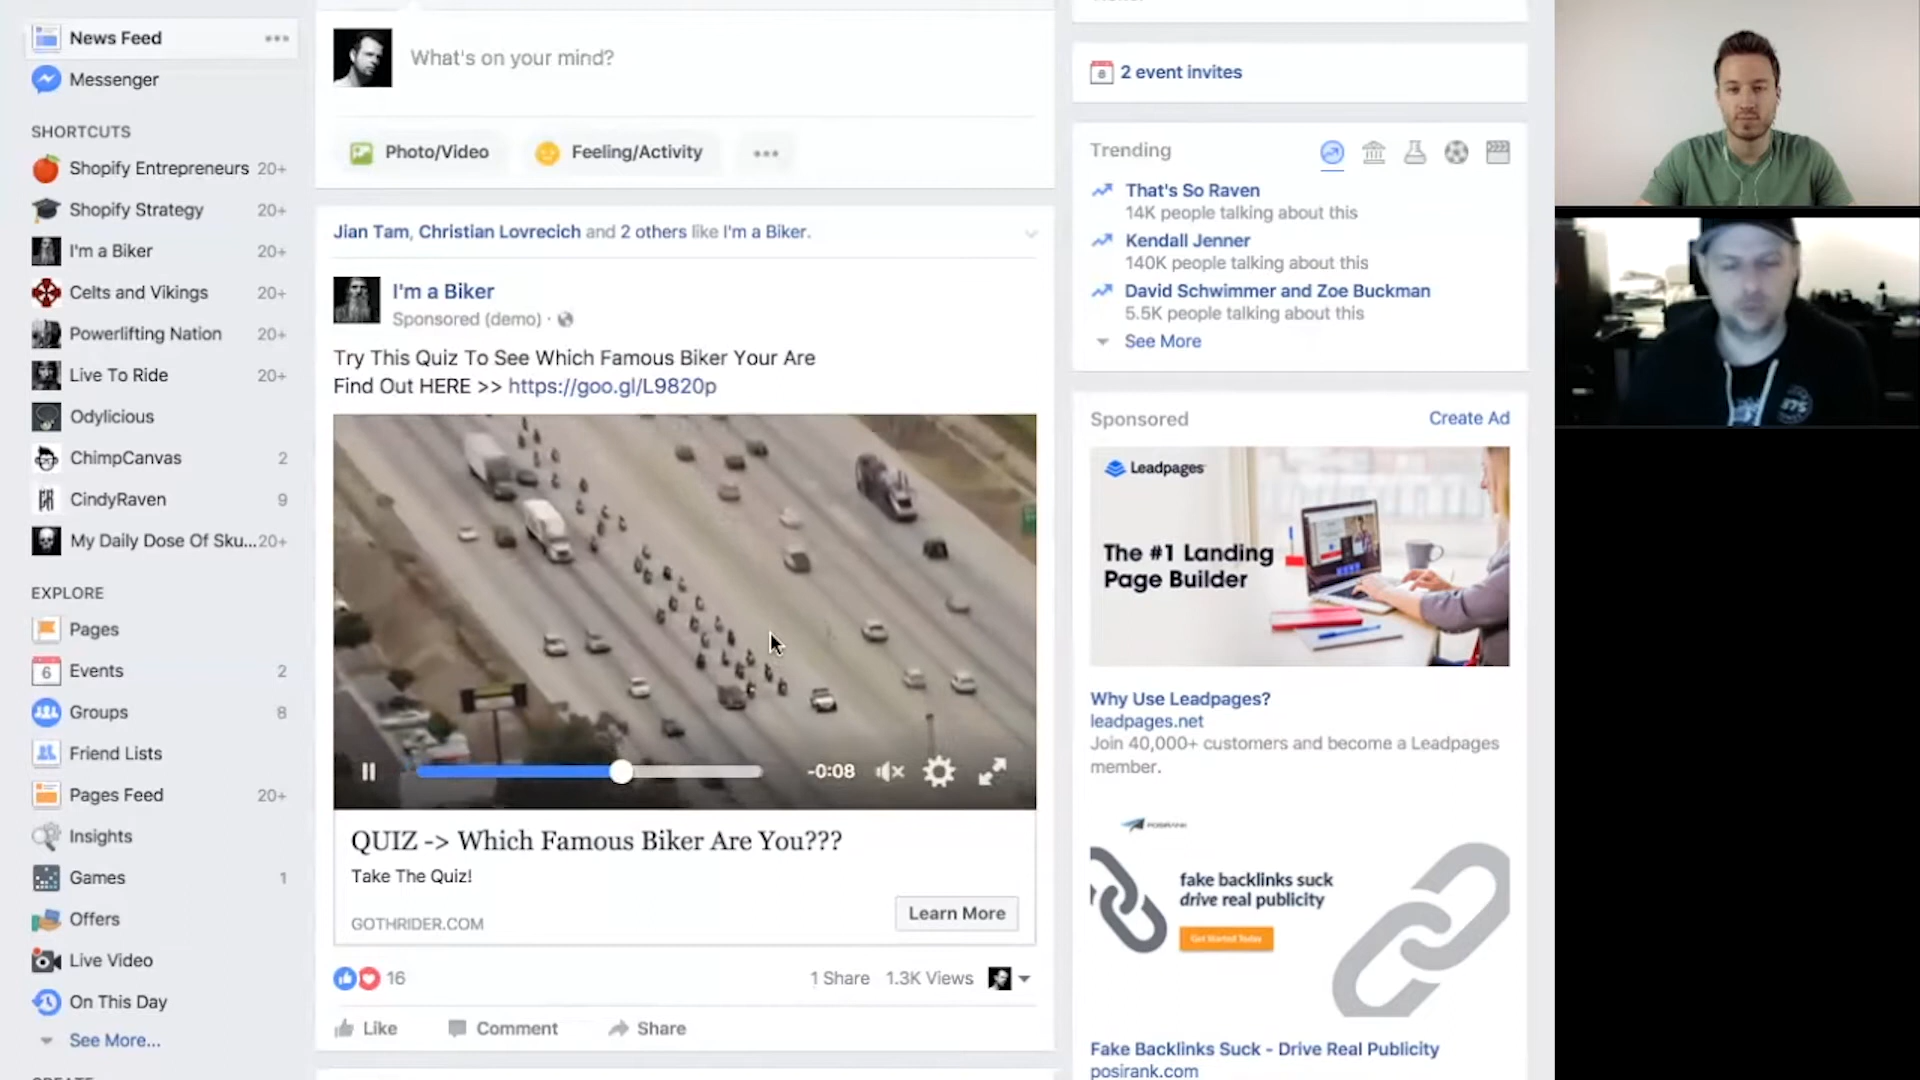 News Feed
Messenger
SHORTCUTS
Shopify Entrepreneurs 20+
Shopify Strategy 20+
I'm a Biker 20+
Celts and Vikings 20+
Powerlifting Nation 20+
Live To Ride 20+
Odylicious
ChimpCanvas 2
CindyRaven 9
My Daily Dose Of Sku... 20+
EXPLORE
Pages
6 Events 2
Groups 8
Friend Lists
Pages Feed 20+
Insights
Games 1
Offers
Live Video
On This Day
See More...
What's on your mind?
Photo/Video Feeling/Activity
Jian Tam, Christian Lovrecich and 2 others like I'm a Biker.
I'm a Biker
Sponsored (demo) ·
Try This Quiz To See Which Famous Biker Your Are
Find Out HERE >> https://goo.gl/L9820p
-0:08
QUIZ -> Which Famous Biker Are You???
Take The Quiz!
GOTHRIDER.COM
Learn More
16
1 Share 1.3K Views
Like Comment Share
2 event invites
Trending
That's So Raven
14K people talking about this
Kendall Jenner
140K people talking about this
David Schwimmer and Zoe Buckman
5.5K people talking about this
See More
Sponsored Create Ad
Leadpages
The #1 Landing
Page Builder
Why Use Leadpages?
leadpages.net
Join 40,000+ customers and become a Leadpages
member.
POSIRANK
fake backlinks suck
drive real publicity
Get Started Today
Fake Backlinks Suck - Drive Real Publicity
posirank.com